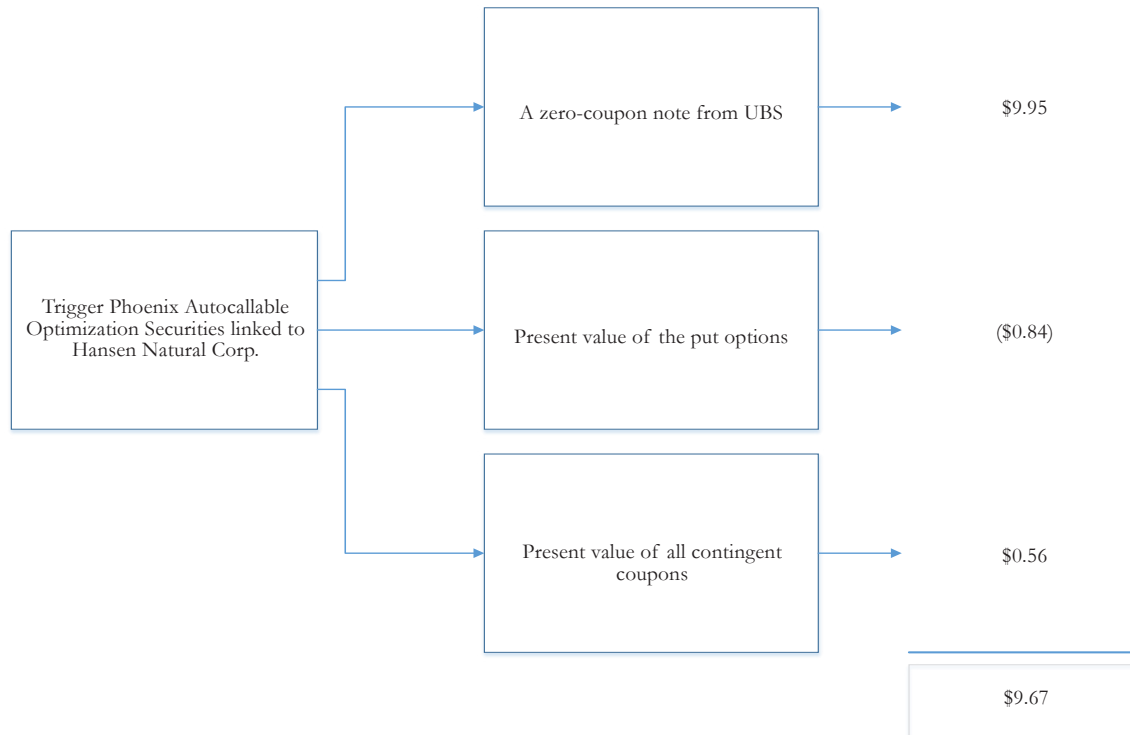 A zero-coupon note from UBS
$9.95
Trigger Phoenix Autocallable
Optimization Securities linked to
Hansen Natural Corp.
Present value of the put options
($0.84)
Present value of all contingent
coupons
$0.56
$9.67